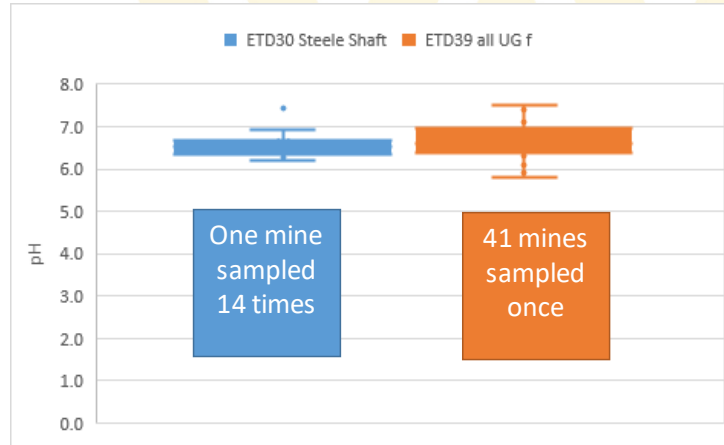 ETD30 Steele Shaft ETD39 all UG f
8.0
7.0
6.0
5.0
4.0
3.0
2.0
1.0
0.0
pH
One mine
sampled
14 times
41 mines
sampled
once